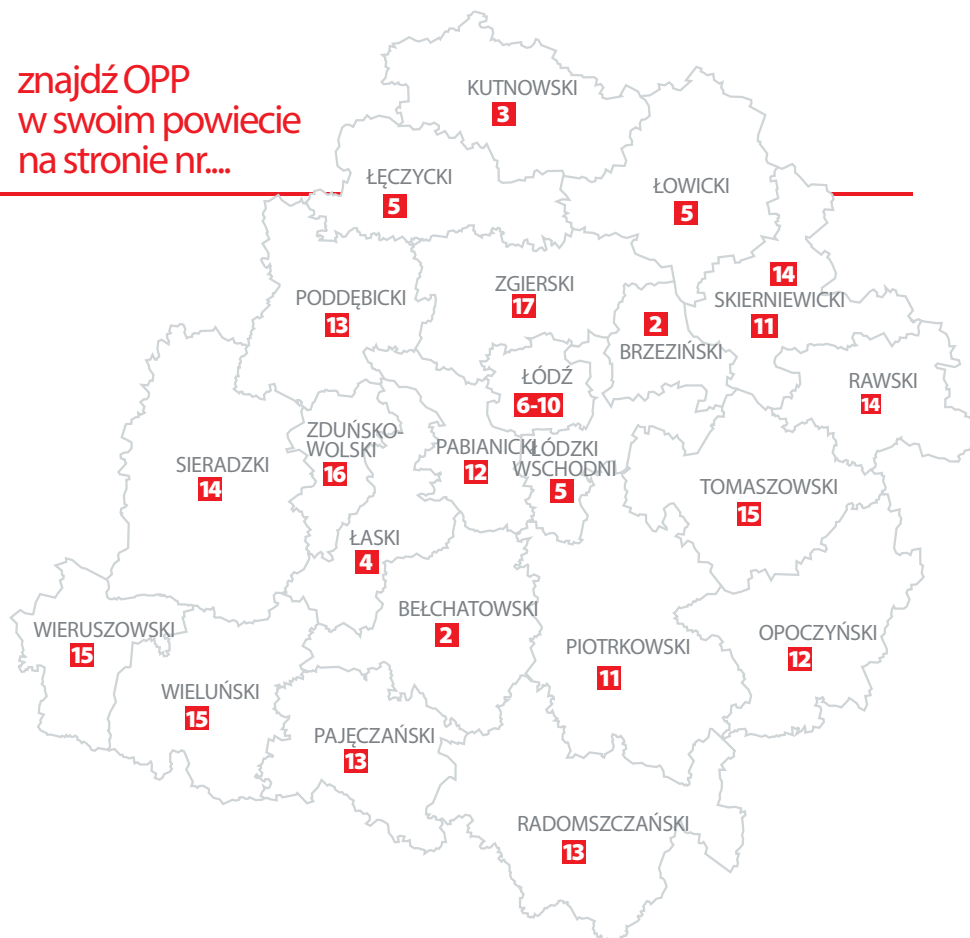 znajdź OPP
w swoim powiecie
na stronie nr....
KUTNOWSKI
3
ŁĘCZYCKI
5
ŁOWICKI
5
ZGIERSKI
17
PODDĘBICKI
13
14
SKIERNIEWICKI
11
2
BRZEZIŃSKI
ŁÓDŹ
6-10
RAWSKI
14
ZDUŃSKO-
WOLSKI
16
PABIANICKI
12
ŁÓDZKI
WSCHODNI
5
SIERADZKI
14
TOMASZOWSKI
15
ŁASKI
4
BEŁCHATOWSKI
2
WIERUSZOWSKI
15
PIOTRKOWSKI
11
OPOCZYŃSKI
12
WIELUŃSKI
15
PAJĘCZAŃSKI
13
RADOMSZCZAŃSKI
13